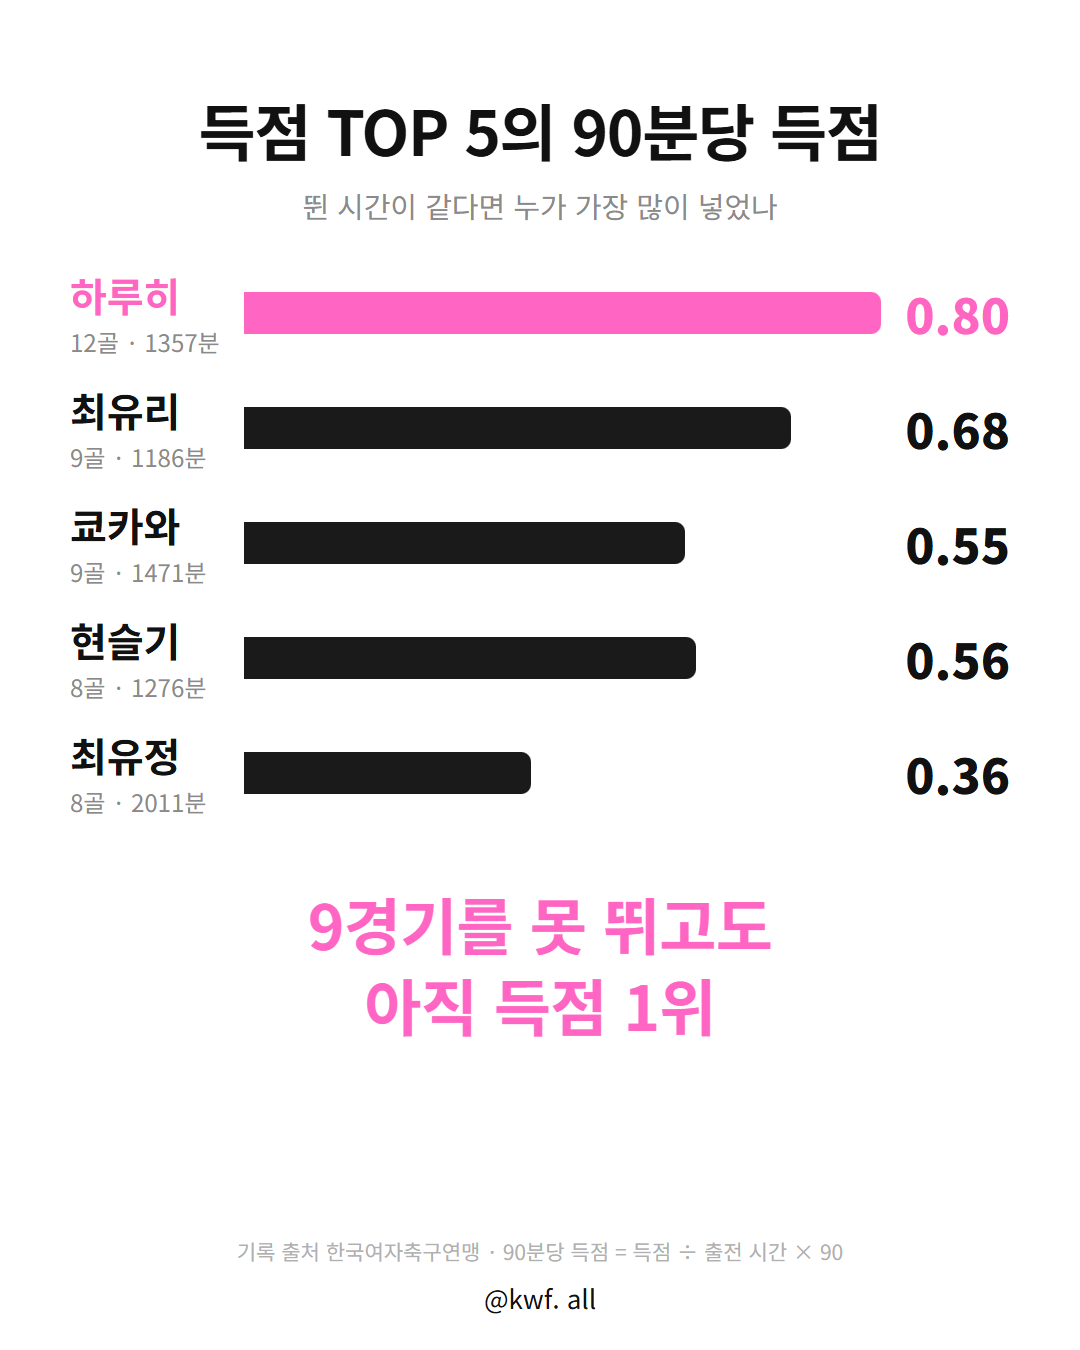 득점 TOP 5의 90분당 득점
뛴 시간이 같다면 누가 가장 많이 넣었나
하루히
12골 · 1357분
0.80
최유리
9골 · 1186분
0.68
쿄카와
9골 · 1471분
0.55
현슬기
8골 · 1276분
0.56
최유정
8골 · 2011분
0.36
9경기를 못 뛰고도
아직 득점 1위
기록 출처 한국여자축구연맹 · 90분당 득점 = 득점 ÷ 출전 시간 × 90
@kwf. all